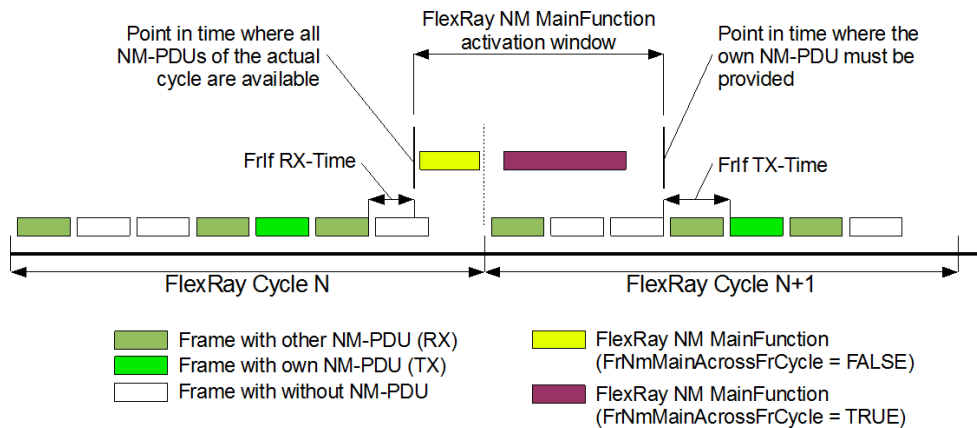 Point in time where all
NM-PDUs of the actual
cycle are available
FlexRay NM MainFunction
activation window
Point in time where the
own NM-PDU must be
provided
FrIf RX-Time
FrIf TX-Time
FlexRay Cycle N
FlexRay Cycle N+1
Frame with other NM-PDU (RX)
Frame with own NM-PDU (TX)
Frame with without NM-PDU
FlexRay NM MainFunction
(FrNmMainAcrossFrCycle = FALSE)
FlexRay NM MainFunction
(FrNmMainAcrossFrCycle = TRUE)